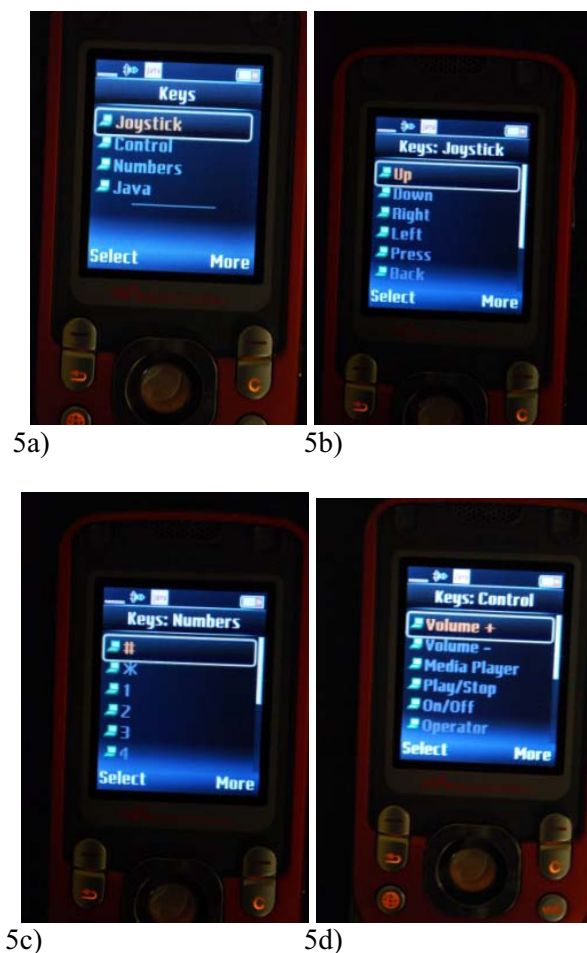 Keys
Joystick
Control
Numbers
Java
Select More
Keys: Joystick
Up
Down
Right
Left
Press
Back
Select More
5a) 5b)
Keys: Numbers
#
Ж
1
2
3
4
Select More
Keys: Control
Volume +
Volume -
Media Player
Play/Stop
On/Off
Operator
Select More
5c) 5d)